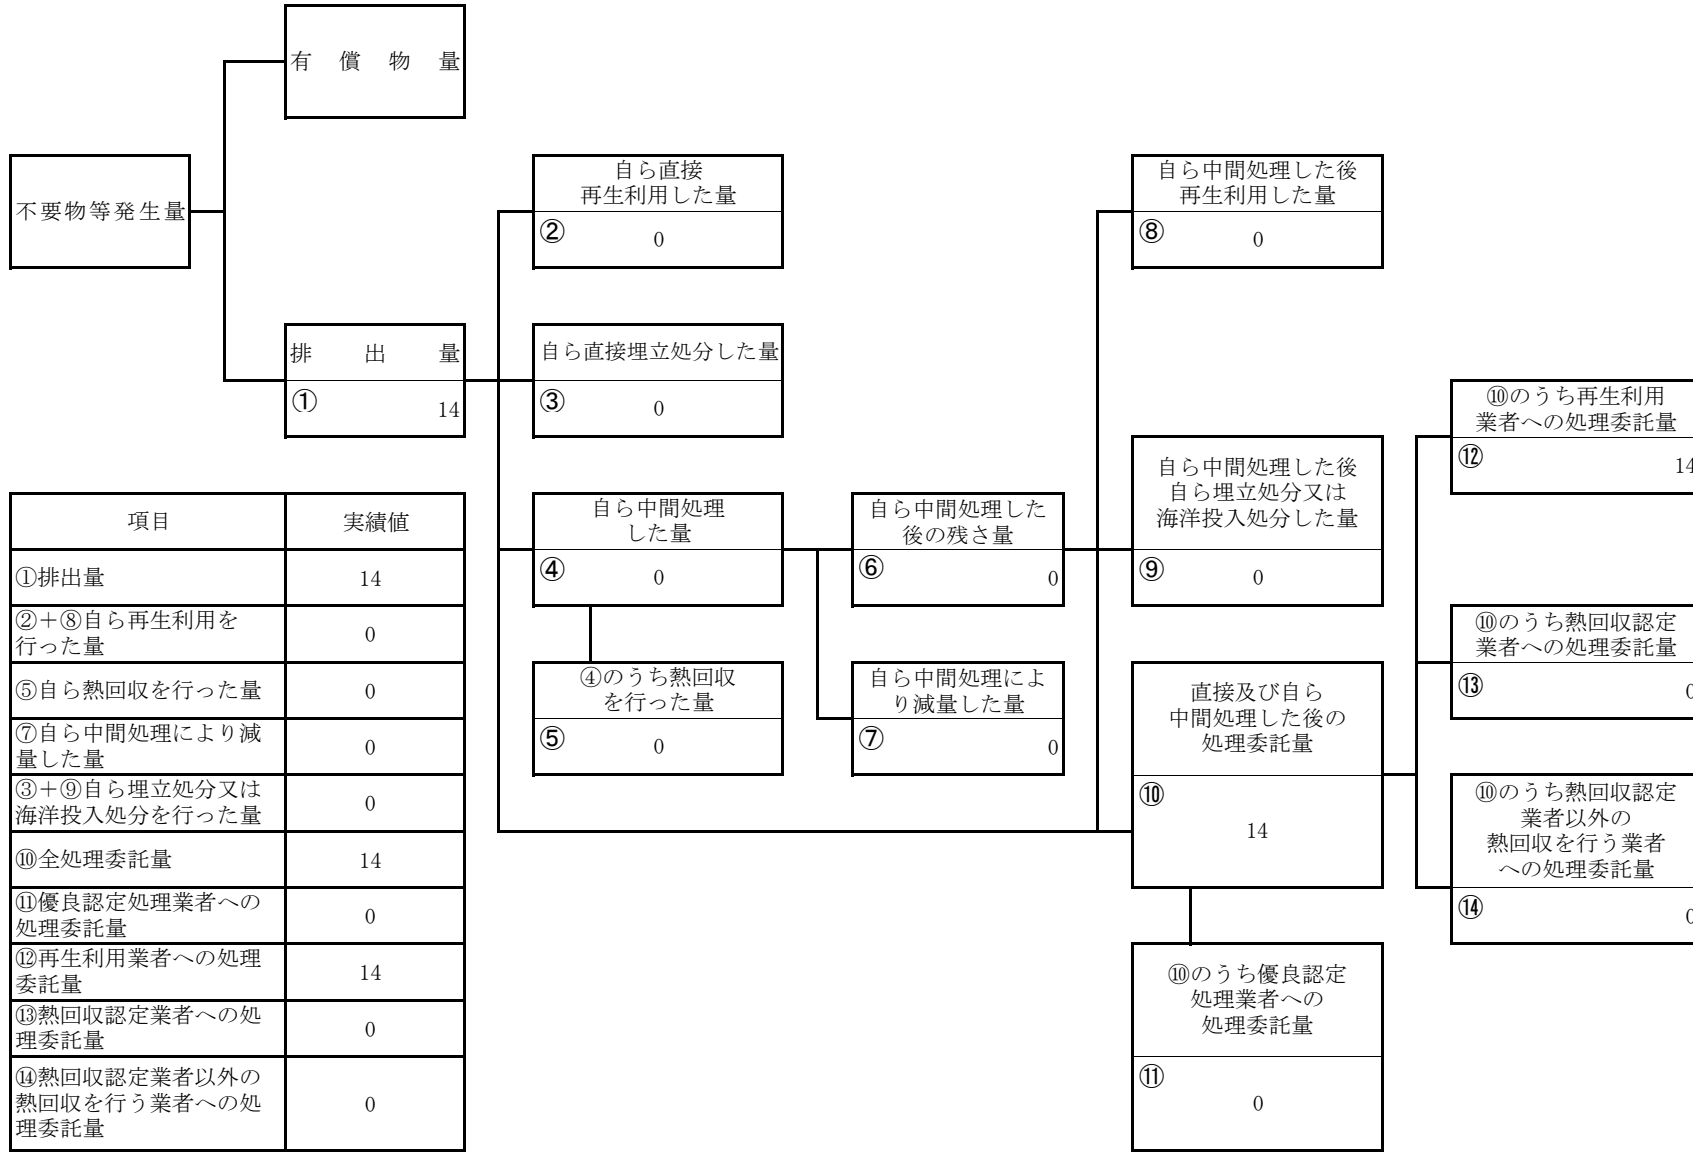 有償物量
不要物等発生量
排出量
①
14
自ら直接
再生利用した量
②
0
自ら直接埋立処分した量
③
0
自ら中間処理
した量
④
0
④のうち熱回収
を行った量
⑤
0
自ら中間処理した
後の残さ量
⑥
0
自ら中間処理によ
り減量した量
⑦
0
自ら中間処理した後
再生利用した量
⑧
0
自ら中間処理した後
自ら埋立処分又は
海洋投入処分した量
⑨
0
直接及び自ら
中間処理した後の
処理委託量
⑩
14
⑩のうち優良認定
処理業者への
処理委託量
⑪
0
⑩のうち再生利用
業者への処理委託量
⑫
14
⑩のうち熱回収認定
業者への処理委託量
⑬
0
⑩のうち熱回収認定
業者以外の
熱回収を行う業者
への処理委託量
⑭
0
項目 実績値
①排出量 14
②＋⑧自ら再生利用を
行った量 0
⑤自ら熱回収を行った量 0
⑦自ら中間処理により減
量した量 0
③＋⑨自ら埋立処分又は
海洋投入処分を行った量 0
⑩全処理委託量 14
⑪優良認定処理業者への
処理委託量 0
⑫再生利用業者への処理
委託量 14
⑬熱回収認定業者への処
理委託量 0
⑭熱回収認定業者以外の
熱回収を行う業者への処
理委託量 0